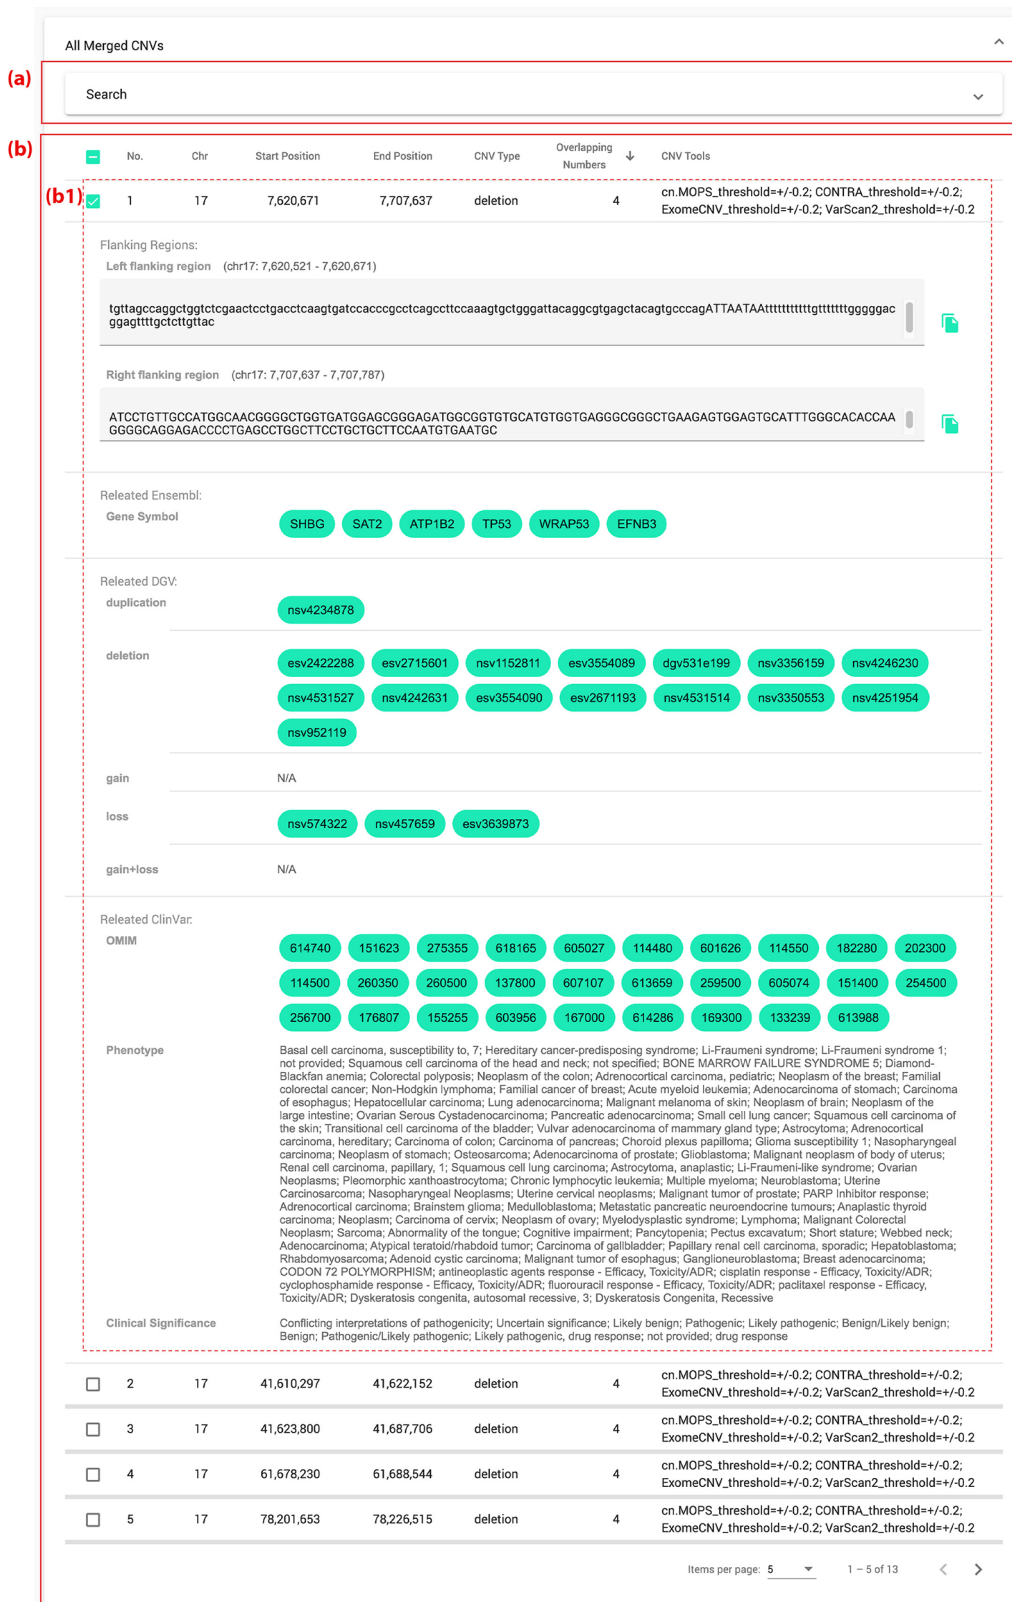 All Merged CNVs
(a)
Search
(b)
No. Chr Start Position End Position CNV Type Overlapping Numbers CNV Tools
(b1)
1 17 7,620,671 7,707,637 deletion 4 cn.MOPS_threshold=+/-0.2; CONTRA_threshold=+/-0.2;
ExomeCNV_threshold=+/-0.2; VarScan2_threshold=+/-0.2
Flanking Regions:
Left flanking region (chr17: 7,620,521 - 7,620,671)
tgttagccaggctggtctcgaactcctgacctcaagtgatccacccgcctcagccttccaaagtgctgggattacaggcgtgagctacagtgcccagATTAATAAtttttttttttgtttttttgggggac
ggagttttgctcttgttac
Right flanking region (chr17: 7,707,637 - 7,707,787)
ATCCTGTTGCCATGGCAACGGGGCTGGTGATGGAGCGGGAGATGGCGGTGTGCATGTGGTGAGGGCGGGCTGAAGAGTGGAGTGCATTTGGGCACACCAA
GGGGCAGGAGACCCCTGAGCCTGGCTTCCTGCTGCTTCCAATGTGAATGC
Releated Ensembl:
Gene Symbol SHBG SAT2 ATP1B2 TP53 WRAP53 EFNB3
Releated DGV:
duplication nsv4234878
deletion esv2422288 esv2715601 nsv1152811 esv3554089 dgv531e199 nsv3356159 nsv4246230
nsv4531527 nsv4242631 esv3554090 esv2671193 nsv4531514 nsv3350553 nsv4251954
nsv952119
gain N/A
loss nsv574322 nsv457659 esv3639873
gain+loss N/A
Releated ClinVar:
OMIM 614740 151623 275355 618165 605027 114480 601626 114550 182280 202300
114500 260350 260500 137800 607107 613659 259500 605074 151400 254500
256700 176807 155255 603956 167000 614286 169300 133239 613988
Phenotype Basal cell carcinoma, susceptibility to, 7; Hereditary cancer-predisposing syndrome; Li-Fraumeni syndrome; Li-Fraumeni syndrome 1;
not provided; Squamous cell carcinoma of the head and neck; not specified; BONE MARROW FAILURE SYNDROME 5; Diamond-
Blackfan anemia; Colorectal polyposis; Neoplasm of the colon; Adrenocortical carcinoma, pediatric; Neoplasm of the breast; Familial
colorectal cancer; Non-Hodgkin lymphoma; Familial cancer of breast; Acute myeloid leukemia; Adenocarcinoma of stomach; Carcinoma
of esophagus; Hepatocellular carcinoma; Lung adenocarcinoma; Malignant melanoma of skin; Neoplasm of brain; Neoplasm of the
large intestine; Ovarian Serous Cystadenocarcinoma; Pancreatic adenocarcinoma; Small cell lung cancer; Squamous cell carcinoma of
the skin; Transitional cell carcinoma of the bladder; Vulvar adenocarcinoma of mammary gland type; Astrocytoma; Adrenocortical
carcinoma, hereditary; Carcinoma of colon; Carcinoma of pancreas; Choroid plexus papilloma; Glioma susceptibility 1; Nasopharyngeal
carcinoma; Neoplasm of stomach; Osteosarcoma; Adenocarcinoma of prostate; Glioblastoma; Malignant neoplasm of body of uterus;
Renal cell carcinoma, papillary, 1; Squamous cell lung carcinoma; Astrocytoma, anaplastic; Li-Fraumeni-like syndrome; Ovarian
Neoplasms; Pleomorphic xanthoastrocytoma; Chronic lymphocytic leukemia; Multiple myeloma; Neuroblastoma; Uterine
Carcinosarcoma; Nasopharyngeal Neoplasms; Uterine cervical neoplasms; Malignant tumor of prostate; PARP Inhibitor response;
Adrenocortical carcinoma; Brainstem glioma; Medulloblastoma; Metastatic pancreatic neuroendocrine tumours; Anaplastic thyroid
carcinoma; Neoplasm; Carcinoma of cervix; Neoplasm of ovary; Myelodysplastic syndrome; Lymphoma; Malignant Colorectal
Neoplasm; Sarcoma; Abnormality of the tongue; Cognitive impairment; Pancytopenia; Pectus excavatum; Short stature; Webbed neck;
Adenocarcinoma; Atypical teratoid/rhabdoid tumor; Carcinoma of gallbladder; Papillary renal cell carcinoma, sporadic; Hepatoblastoma;
Rhabdomyosarcoma; Adenoid cystic carcinoma; Malignant tumor of esophagus; Ganglioneuroblastoma; Breast adenocarcinoma;
CODON 72 POLYMORPHISM; antineoplastic agents response - Efficacy, Toxicity/ADR; cisplatin response - Efficacy, Toxicity/ADR;
cyclophosphamide response - Efficacy, Toxicity/ADR; fluorouracil response - Efficacy, Toxicity/ADR; paclitaxel response - Efficacy,
Toxicity/ADR; Dyskeratosis congenita, autosomal recessive, 3; Dyskeratosis Congenita, Recessive
Clinical Significance Conflicting interpretations of pathogenicity; Uncertain significance; Likely benign; Pathogenic; Likely pathogenic; Benign/Likely benign;
Benign; Pathogenic/Likely pathogenic; Likely pathogenic, drug response; not provided; drug response
2 17 41,610,297 41,622,152 deletion 4 cn.MOPS_threshold=+/-0.2; CONTRA_threshold=+/-0.2;
ExomeCNV_threshold=+/-0.2; VarScan2_threshold=+/-0.2
3 17 41,623,800 41,687,706 deletion 4 cn.MOPS_threshold=+/-0.2; CONTRA_threshold=+/-0.2;
ExomeCNV_threshold=+/-0.2; VarScan2_threshold=+/-0.2
4 17 61,678,230 61,688,544 deletion 4 cn.MOPS_threshold=+/-0.2; CONTRA_threshold=+/-0.2;
ExomeCNV_threshold=+/-0.2; VarScan2_threshold=+/-0.2
5 17 78,201,653 78,226,515 deletion 4 cn.MOPS_threshold=+/-0.2; CONTRA_threshold=+/-0.2;
ExomeCNV_threshold=+/-0.2; VarScan2_threshold=+/-0.2
Items per page: 5 1 – 5 of 13